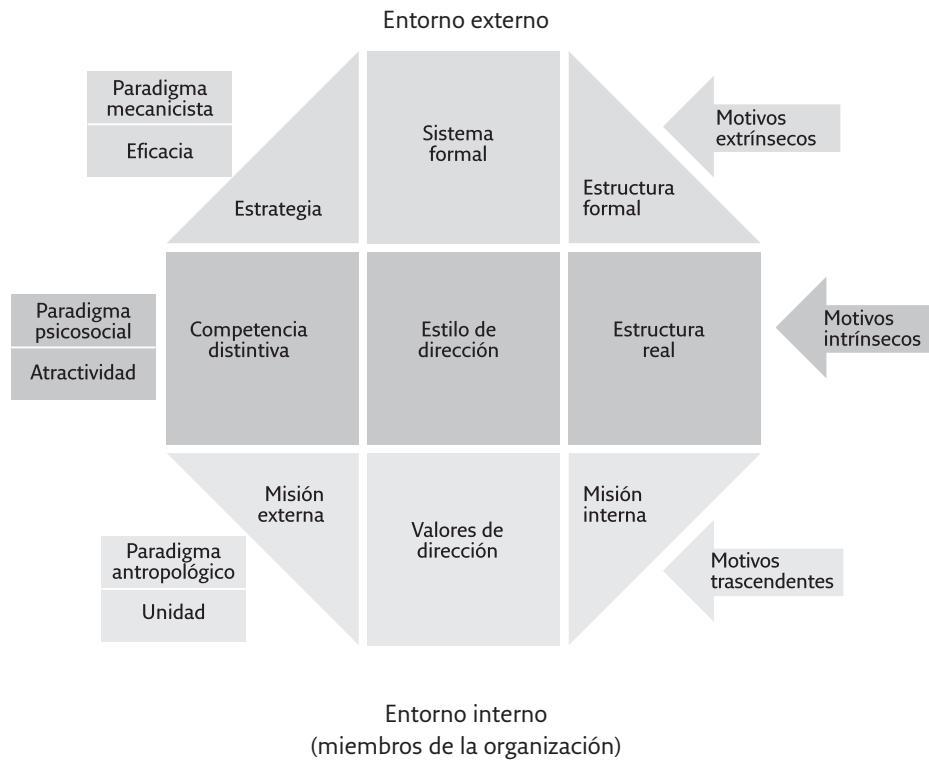 Entorno externo
Paradigma
mecanicista
Eficacia
Estrategia
Sistema
formal
Estructura
formal
Motivos
extrínsecos
Paradigma
psicosocial
Atractividad
Competencia
distintiva
Estilo de
dirección
Estructura
real
Motivos
intrínsecos
Paradigma
antropológico
Unidad
Misión
externa
Valores de
dirección
Misión
interna
Motivos
trascendentes
Entorno interno
(miembros de la organización)